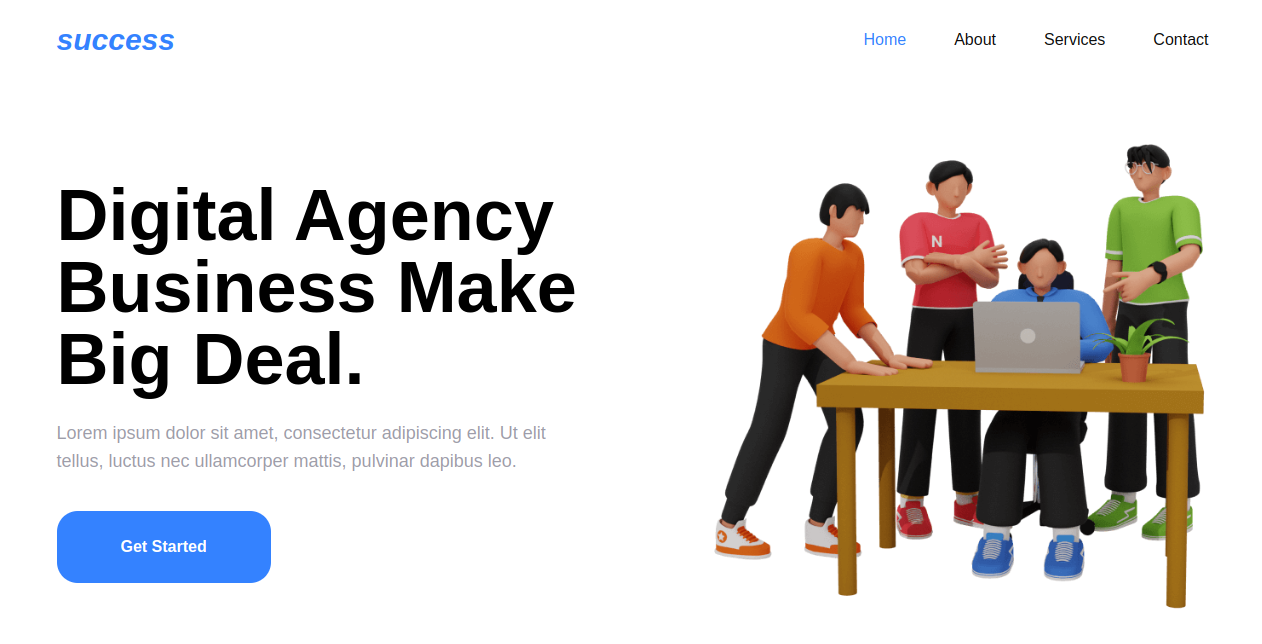 success
Home About Services Contact
Digital Agency
Business Make
Big Deal.
Lorem ipsum dolor sit amet, consectetur adipiscing elit. Ut elit
tellus, luctus nec ullamcorper mattis, pulvinar dapibus leo.
Get Started
N